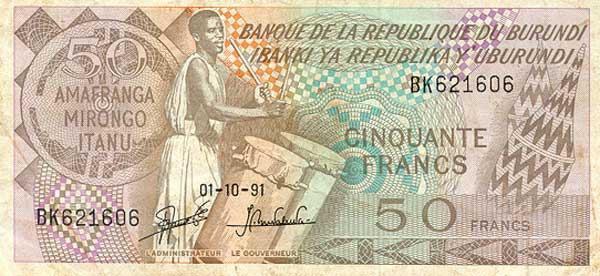 50
AMAFRANGA
MIRONGO
ITANU
BANQUE DE LA REPUBLIQUE DU BURUNDI
IBANKI YA REPUBLIKA Y'UBURUNDI
BK621606
CINQUANTE
FRANCS
01-10-91
BK621606
50 FRANCS
L'ADMINISTRATEUR LE GOUVERNEUR